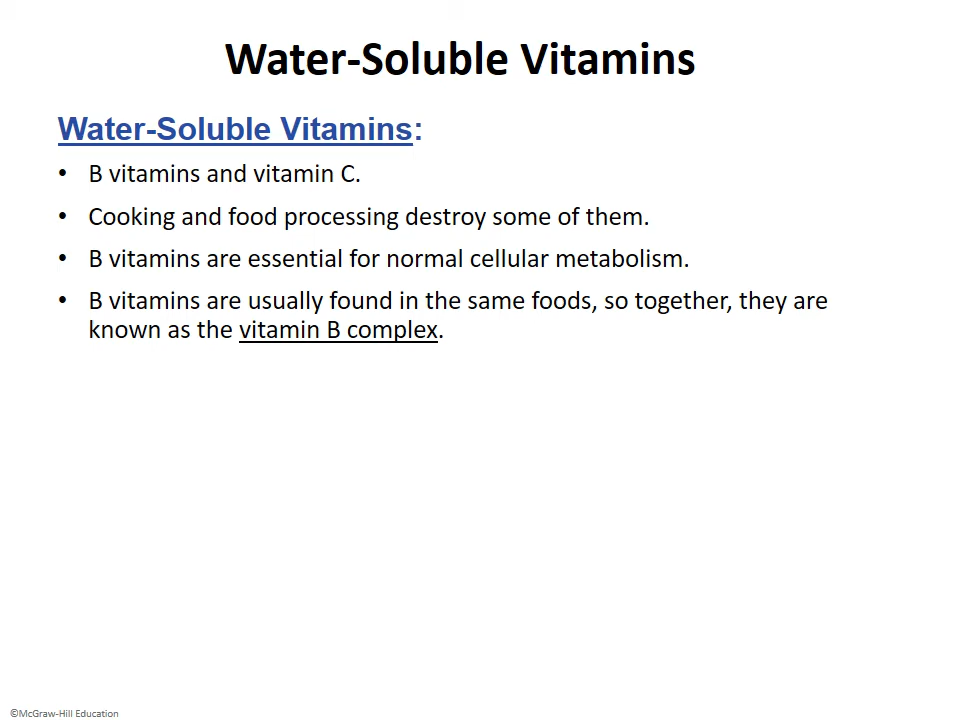 Water-Soluble Vitamins
Water-Soluble Vitamins:
• B vitamins and vitamin C.
• Cooking and food processing destroy some of them.
• B vitamins are essential for normal cellular metabolism.
• B vitamins are usually found in the same foods, so together, they are
known as the vitamin B complex.
©McGraw-Hill Education